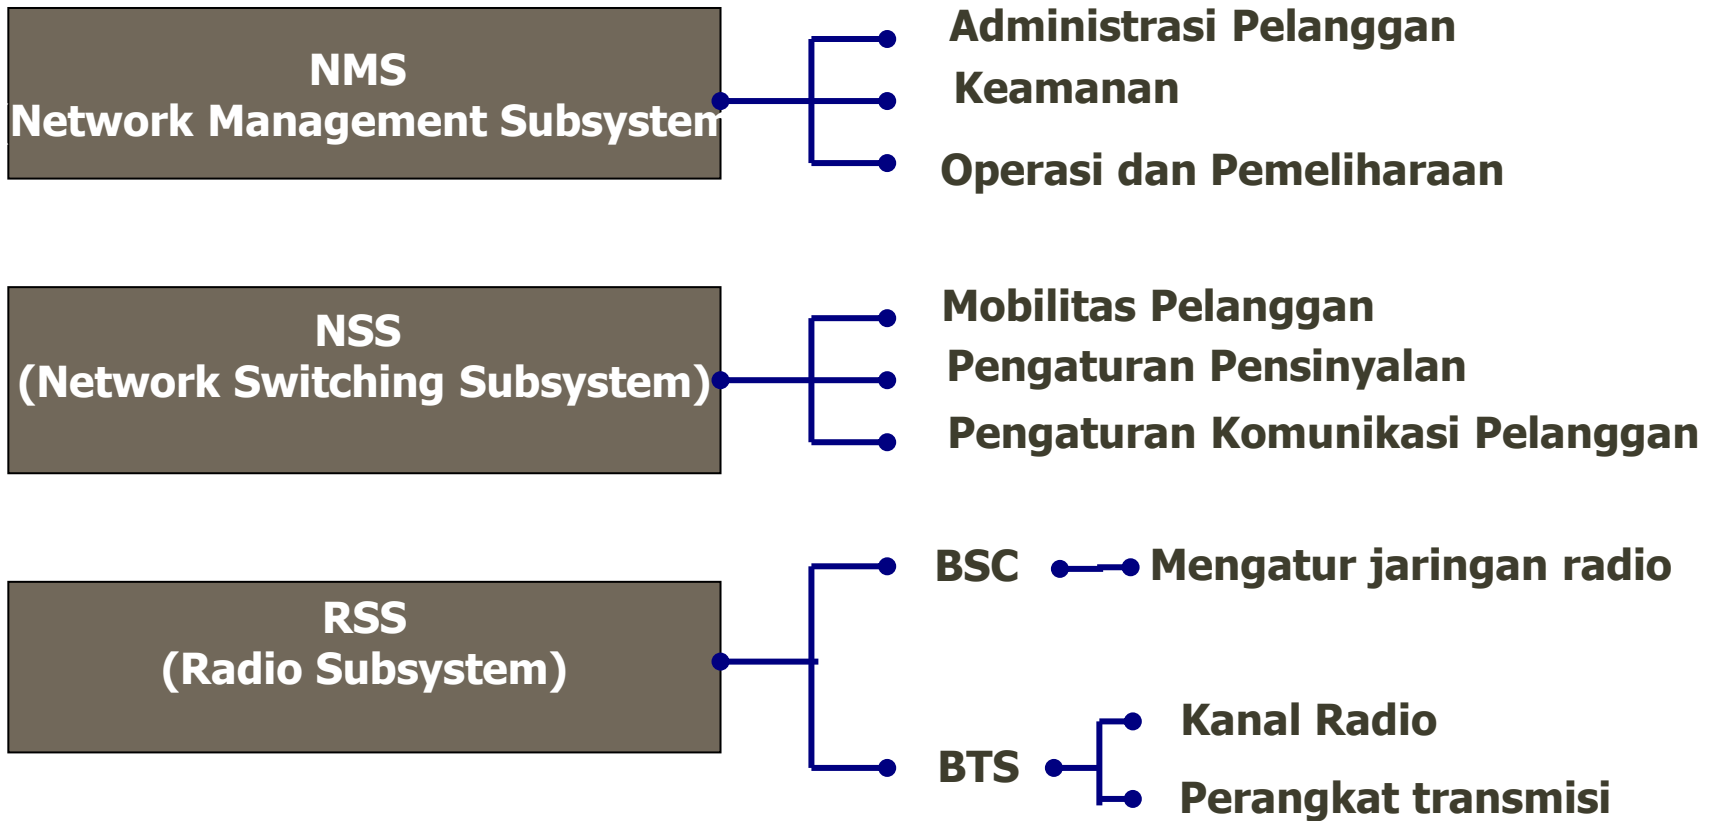 NMS
(Network Management Subsystem
Administrasi Pelanggan
Keamanan
Operasi dan Pemeliharaan
NSS
(Network Switching Subsystem)
Mobilitas Pelanggan
Pengaturan Pensinyalan
Pengaturan Komunikasi Pelanggan
RSS
(Radio Subsystem)
BSC
Mengatur jaringan radio
BTS
Kanal Radio
Perangkat transmisi